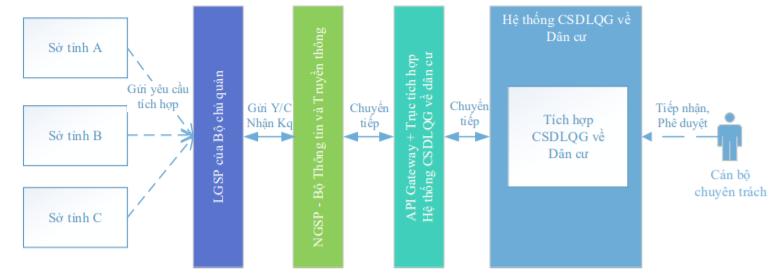 Sở tỉnh A
Sở tỉnh B
Sở tỉnh C
Gửi yêu cầu
tích hợp
LGSP của Bộ chủ quản
Gửi Y/C
Nhận Kq
NGSP - Bộ Thông tin và Truyền thông
Chuyển
tiếp
API Gateway + Trục tích hợp
Hệ thống CSDLQG về dân cư
Chuyển
tiếp
Hệ thống CSDLQG về
Dân cư
Tích hợp
CSDLQG về
Dân cư
Tiếp nhận,
Phê duyệt
Cán bộ
chuyên trách